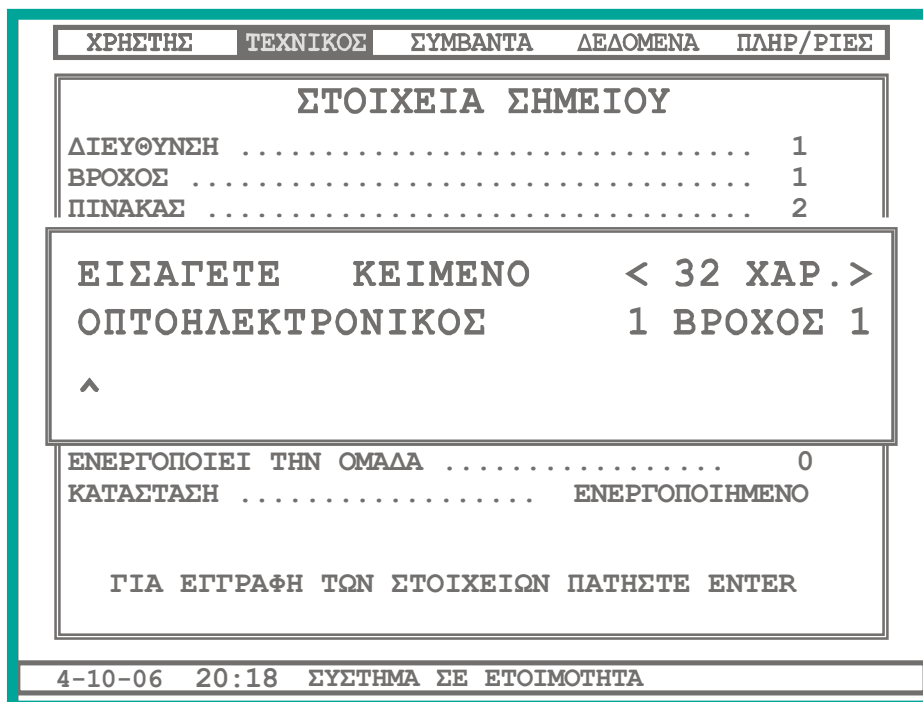 ΧΡΗΣΤΗΣ ΤΕΧΝΙΚΟΣ ΣΥΜΒΑΝΤΑ ΔΕΔΟΜΕΝΑ ΠΛΗΡ/ΡΙΕΣ
ΣΤΟΙΧΕΙΑ ΣΗΜΕΙΟΥ
ΔΙΕΥΘΥΝΣΗ ................................ 1
ΒΡΟΧΟΣ ................................... 1
ΠΙΝΑΚΑΣ .................................. 2
ΕΙΣΑΓΕΤΕ ΚΕΙΜΕΝΟ < 32 ΧΑΡ.>
ΟΠΤΟΗΛΕΚΤΡΟΝΙΚΟΣ 1 ΒΡΟΧΟΣ 1
^
ΕΝΕΡΓΟΠΟΙΕΙ ΤΗΝ ΟΜΑΔΑ ................. 0
ΚΑΤΑΣΤΑΣΗ .................. ΕΝΕΡΓΟΠΟΙΗΜΕΝΟ
ΓΙΑ ΕΓΓΡΑΦΗ ΤΩΝ ΣΤΟΙΧΕΙΩΝ ΠΑΤΗΣΤΕ ENTER
4-10-06 20:18 ΣΥΣΤΗΜΑ ΣΕ ΕΤΟΙΜΟΤΗΤΑ